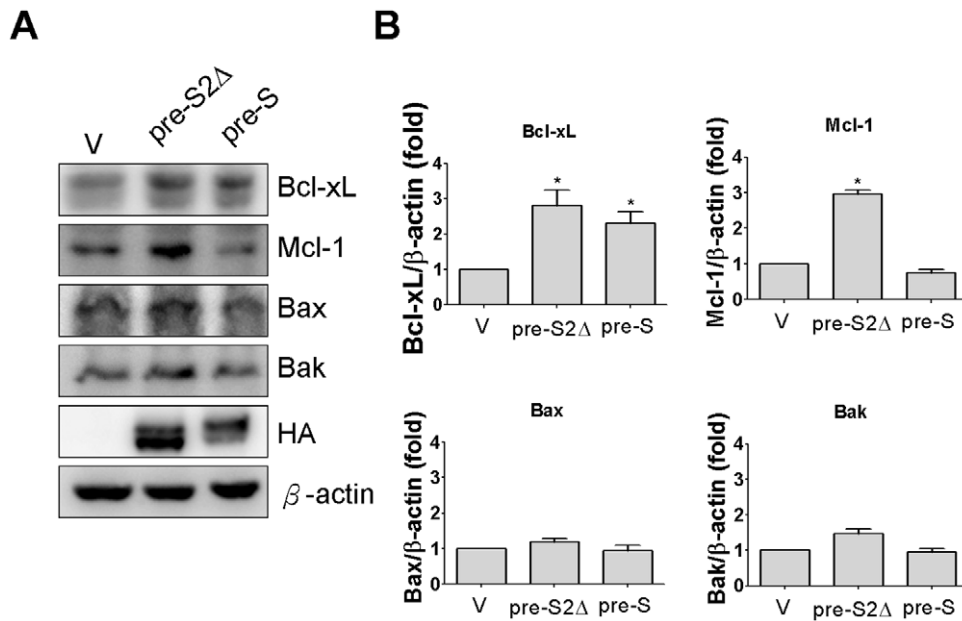 A
V pre-S2Δ pre-S
Bcl-xL
Mcl-1
Bax
Bak
HA
β-actin
B
Bcl-xL
Bcl-xL/β-actin (fold)
4
3
2
1
0
* *
V pre-S2Δ pre-S
Mcl-1
Mcl-1/β-actin (fold)
4
3
2
1
0
*
V pre-S2Δ pre-S
Bax
Bax/β-actin (fold)
4
3
2
1
0
V pre-S2Δ pre-S
Bak
Bak/β-actin (fold)
4
3
2
1
0
V pre-S2Δ pre-S